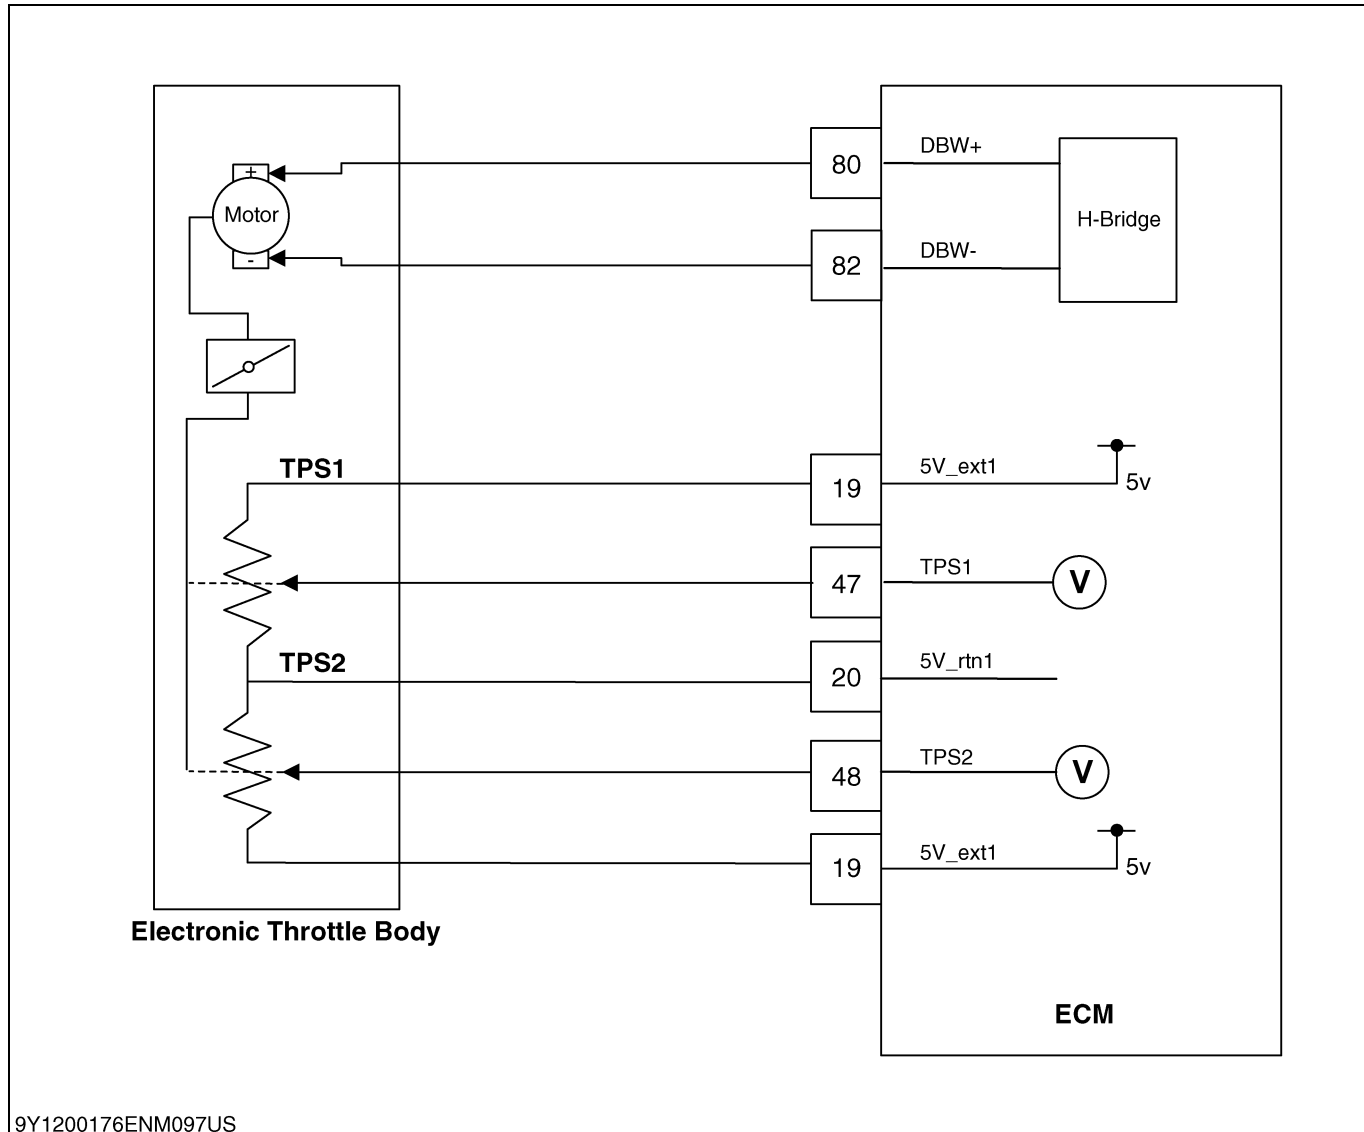 80
DBW+
+
Motor
-
H-Bridge
82
DBW-
TPS1
19
5V_ext1
5v
47
TPS1
V
TPS2
20
5V_rtn1
48
TPS2
V
19
5V_ext1
5v
Electronic Throttle Body
ECM
9Y1200176ENM097US